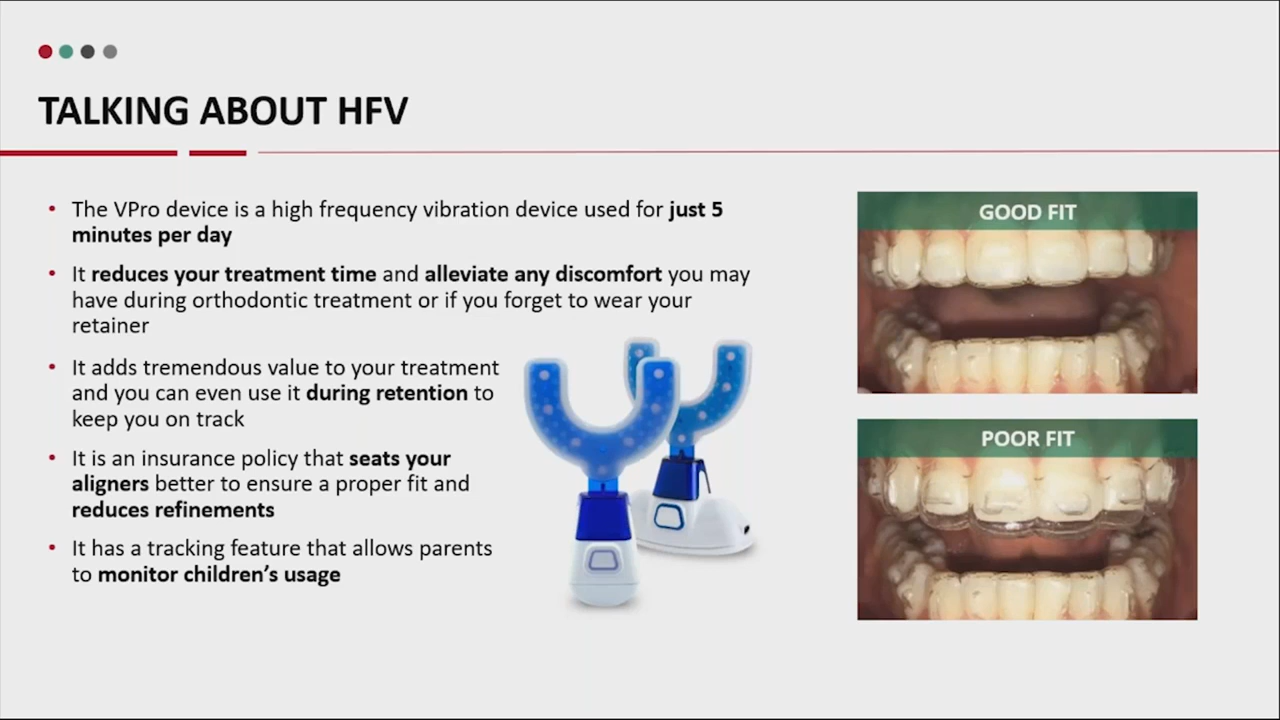 TALKING ABOUT HFV
• The VPro device is a high frequency vibration device used for just 5
minutes per day
• It reduces your treatment time and alleviate any discomfort you may
have during orthodontic treatment or if you forget to wear your
retainer
• It adds tremendous value to your treatment
and you can even use it during retention to
keep you on track
• It is an insurance policy that seats your
aligners better to ensure a proper fit and
reduces refinements
• It has a tracking feature that allows parents
to monitor children's usage
GOOD FIT
POOR FIT